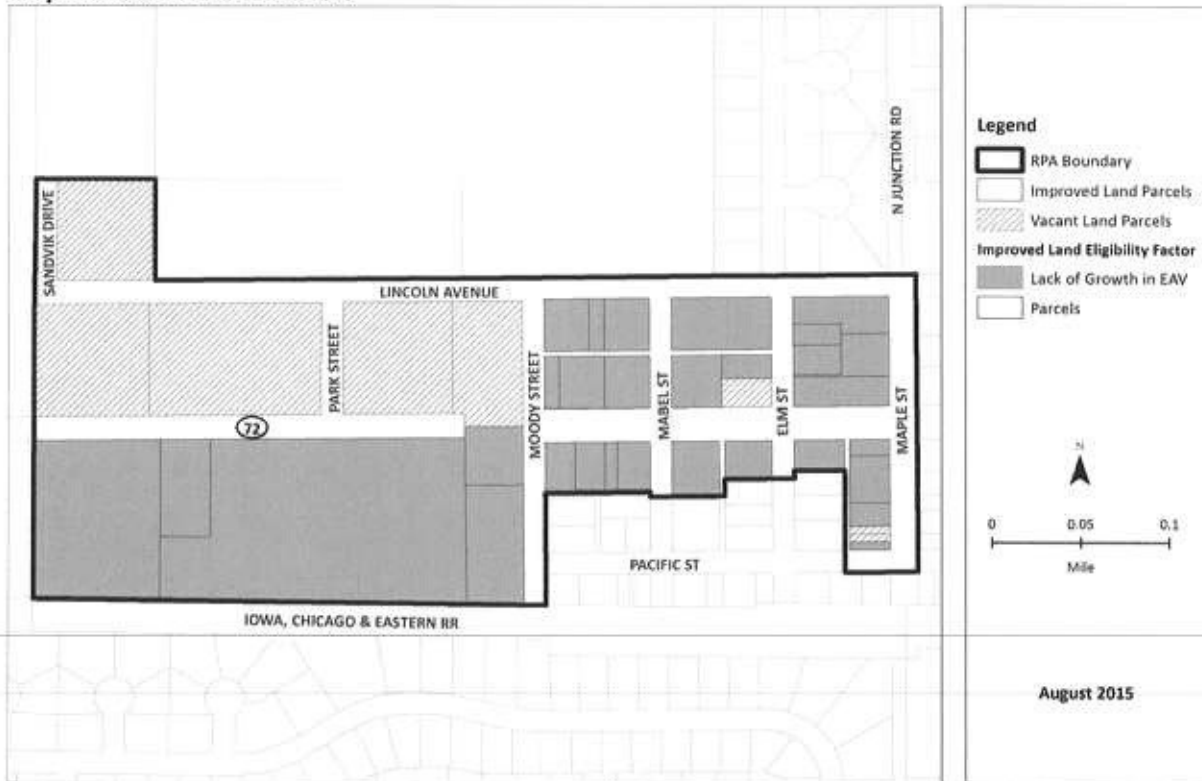 N JUNCTION RD
SANDVIK DRIVE
LINCOLN AVENUE
PARK STREET
MOODY STREET
MABEL ST
ELM ST
MAPLE ST
72
PACIFIC ST
IOWA, CHICAGO & EASTERN RR
Legend
RPA Boundary
Improved Land Parcels
Vacant Land Parcels
Improved Land Eligibility Factor
Lack of Growth in EAV
Parcels
N
0 0.05 0.1
Mile
August 2015